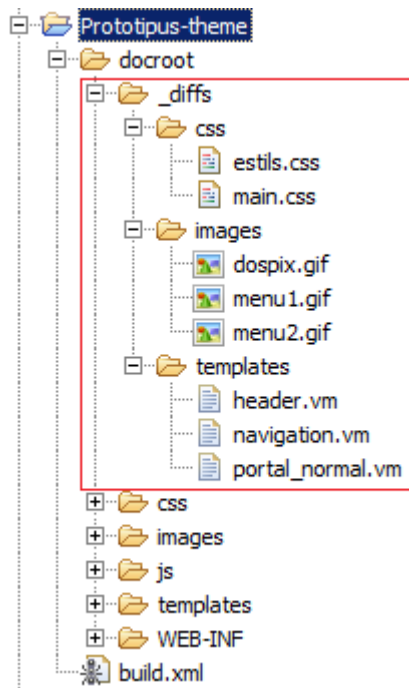 Prototipus-theme
docroot
_diffs
css
estils.css
main.css
images
dospix.gif
menu1.gif
menu2.gif
templates
header.vm
navigation.vm
portal_normal.vm
css
images
js
templates
WEB-INF
build.xml